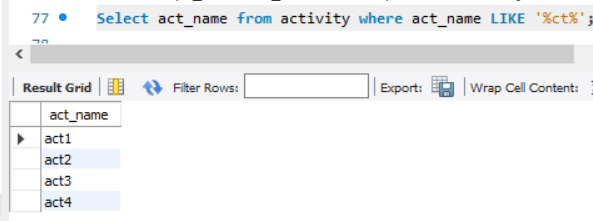 77 Select act_name from activity where act_name LIKE '%ct%';
Result Grid Filter Rows: Export: Wrap Cell Content:
act_name
act1
act2
act3
act4